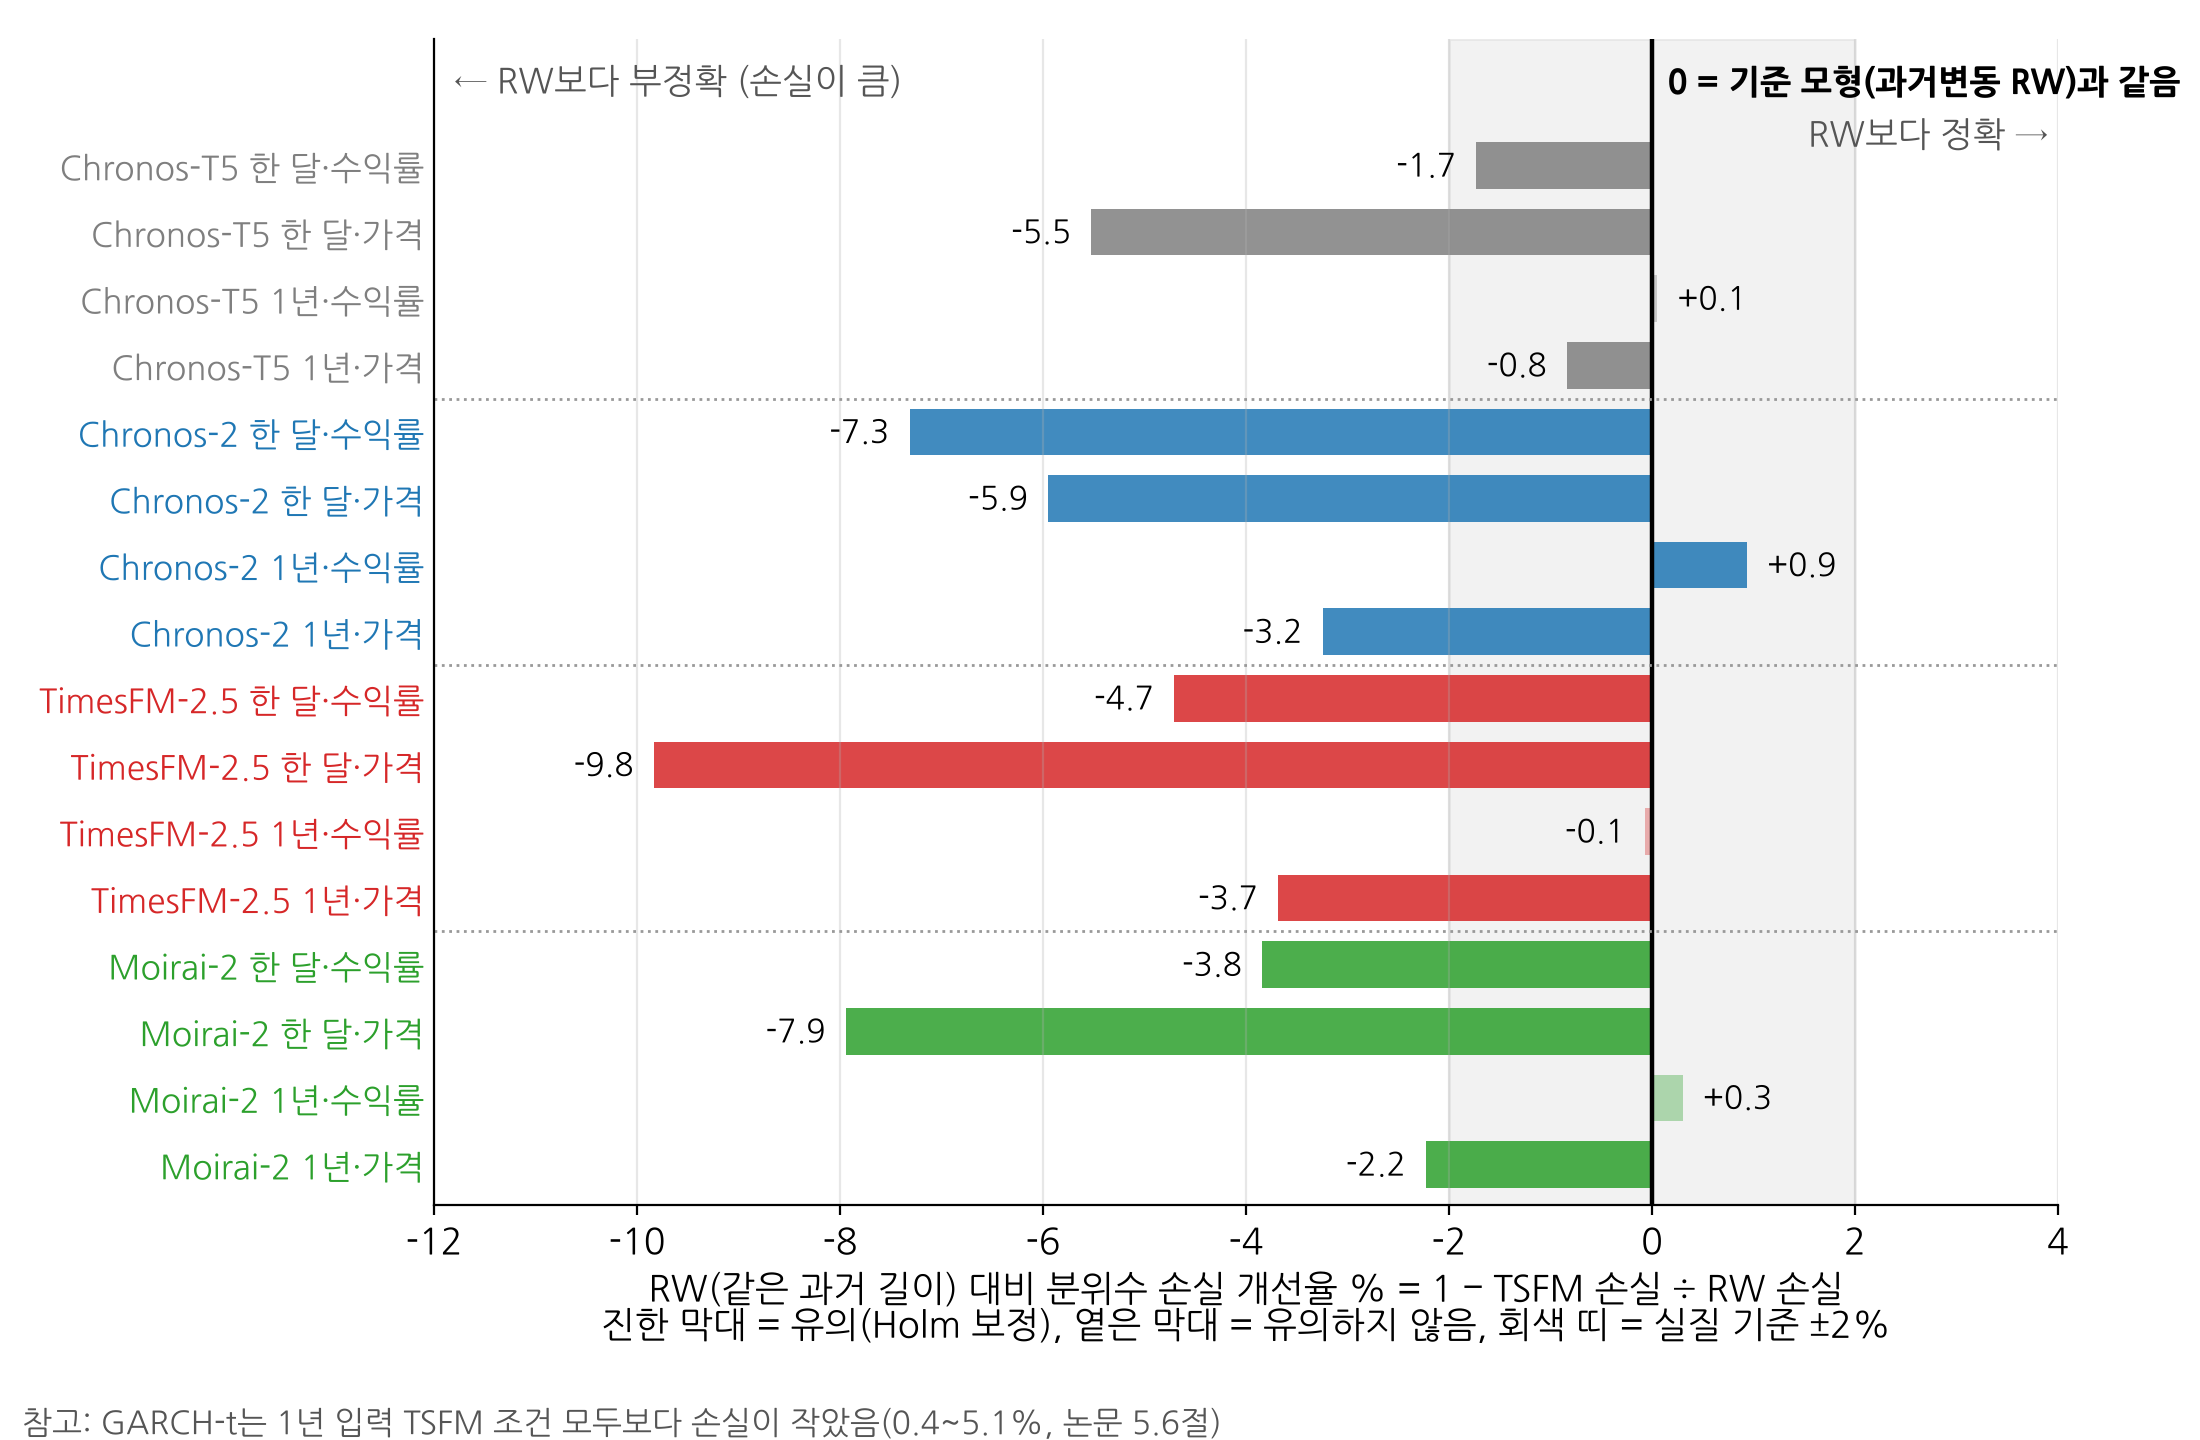 ← RW보다 부정확 (손실이 큼)
0 = 기준 모형(과거변동 RW)과 같음
RW보다 정확 →
Chronos-T5 한 달·수익률 -1.7
Chronos-T5 한 달·가격 -5.5
Chronos-T5 1년·수익률 +0.1
Chronos-T5 1년·가격 -0.8
Chronos-2 한 달·수익률 -7.3
Chronos-2 한 달·가격 -5.9
Chronos-2 1년·수익률 +0.9
Chronos-2 1년·가격 -3.2
TimesFM-2.5 한 달·수익률 -4.7
TimesFM-2.5 한 달·가격 -9.8
TimesFM-2.5 1년·수익률 -0.1
TimesFM-2.5 1년·가격 -3.7
Moirai-2 한 달·수익률 -3.8
Moirai-2 한 달·가격 -7.9
Moirai-2 1년·수익률 +0.3
Moirai-2 1년·가격 -2.2
-12 -10 -8 -6 -4 -2 0 2 4
RW(같은 과거 길이) 대비 분위수 손실 개선율 % = 1 − TSFM 손실 ÷ RW 손실
진한 막대 = 유의(Holm 보정), 옅은 막대 = 유의하지 않음, 회색 띠 = 실질 기준 ±2%
참고: GARCH-t는 1년 입력 TSFM 조건 모두보다 손실이 작았음(0.4~5.1%, 논문 5.6절)